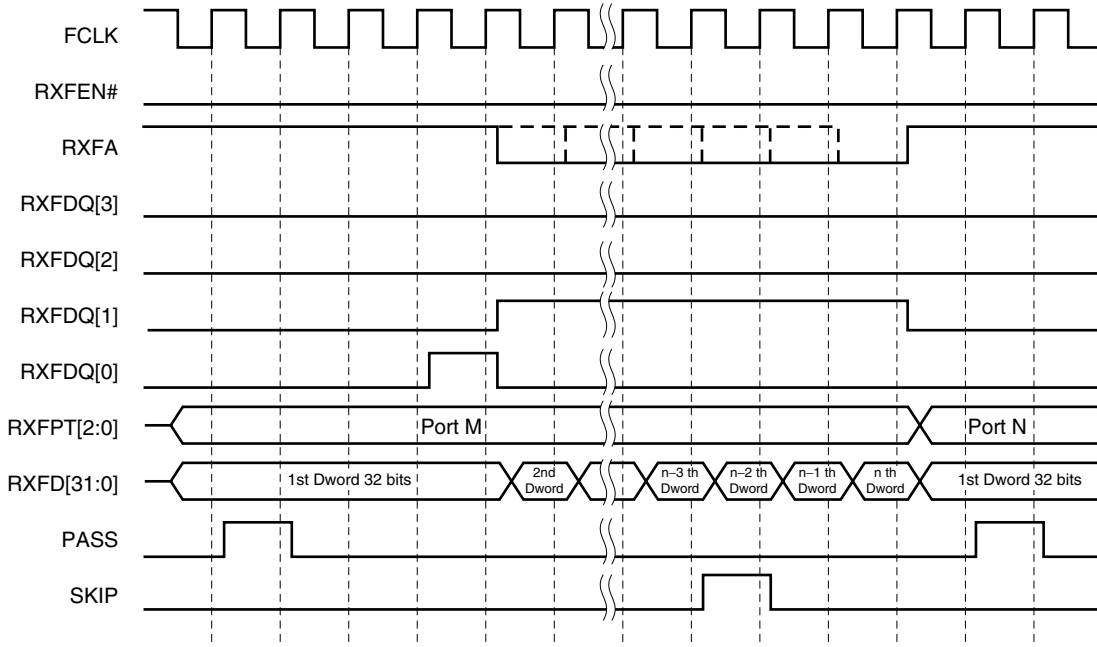 FCLK
RXFEN#
RXFA
RXFDQ[3]
RXFDQ[2]
RXFDQ[1]
RXFDQ[0]
RXFPT[2:0]
Port M
Port N
RXFD[31:0]
1st Dword 32 bits
2nd
Dword
n–3 th
Dword
n–2 th
Dword
n–1 th
Dword
n th
Dword
1st Dword 32 bits
PASS
SKIP